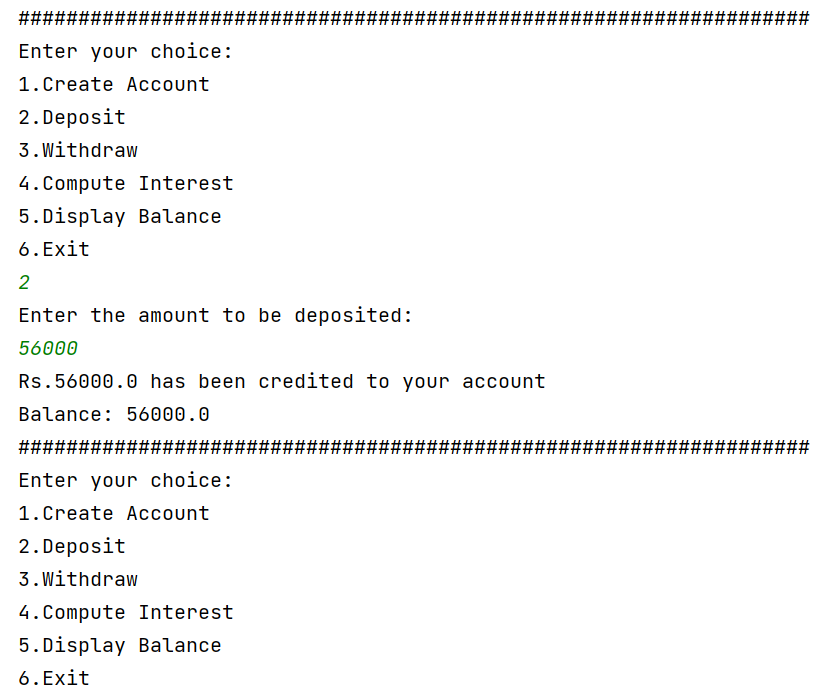 ##################################################################
Enter your choice:
1.Create Account
2.Deposit
3.Withdraw
4.Compute Interest
5.Display Balance
6.Exit
2
Enter the amount to be deposited:
56000
Rs.56000.0 has been credited to your account
Balance: 56000.0
##################################################################
Enter your choice:
1.Create Account
2.Deposit
3.Withdraw
4.Compute Interest
5.Display Balance
6.Exit